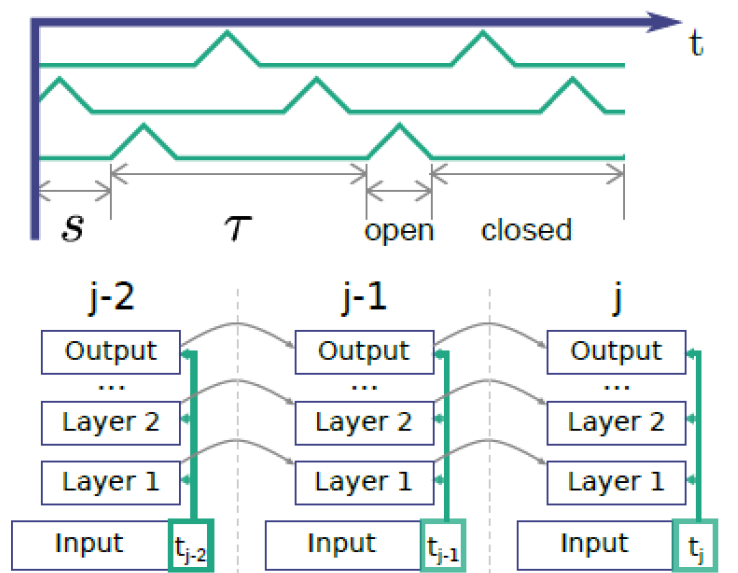 t
s τ open closed
j-2 j-1 j
Output Output Output
... ... ...
Layer 2 Layer 2 Layer 2
Layer 1 Layer 1 Layer 1
Input tj-2 Input tj-1 Input tj